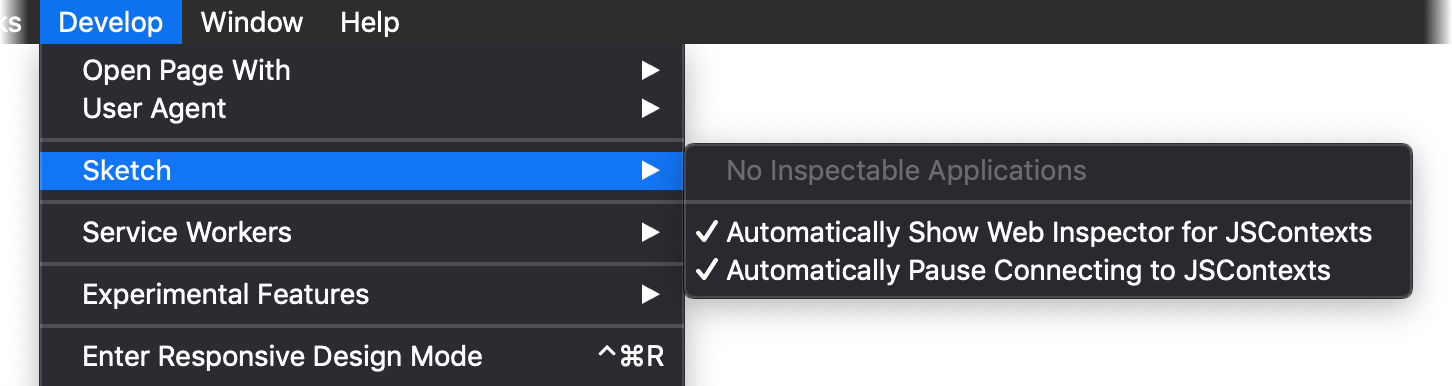 ks Develop Window Help
Open Page With ▶
User Agent ▶
Sketch ▶
No Inspectable Applications
✓ Automatically Show Web Inspector for JSContexts
✓ Automatically Pause Connecting to JSContexts
Service Workers ▶
Experimental Features ▶
Enter Responsive Design Mode ^⌘R